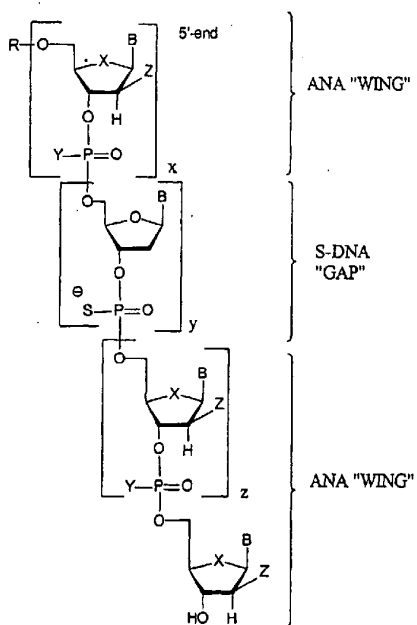 5'-end
B
R-O
X
Z
H
O
Y-P=O
x
ANA "WING"
O
B
O
O
⊖
S-P=O
y
S-DNA
"GAP"
O
B
X
Z
O
H
Y-P=O
z
O
B
X
Z
HO
H
ANA "WING"